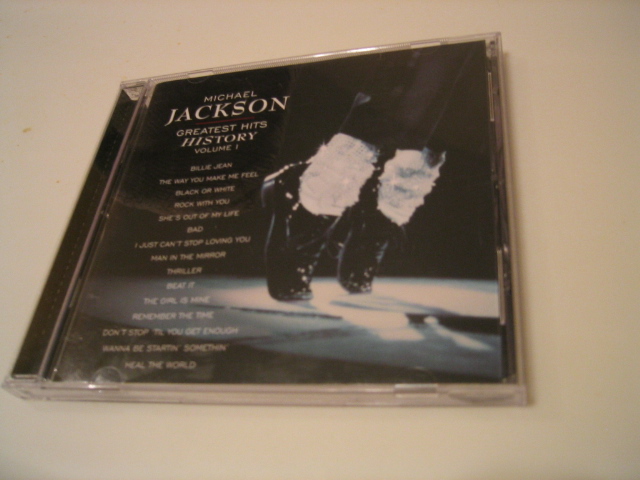 MICHAEL
JACKSON
GREATEST HITS
HISTORY
VOLUME I
BILLIE JEAN
THE WAY YOU MAKE ME FEEL
BLACK OR WHITE
ROCK WITH YOU
SHE'S OUT OF MY LIFE
BAD
I JUST CAN'T STOP LOVING YOU
MAN IN THE MIRROR
THRILLER
BEAT IT
THE GIRL IS MINE
REMEMBER THE TIME
DON'T STOP 'TIL YOU GET ENOUGH
WANNA BE STARTIN' SOMETHIN'
HEAL THE WORLD